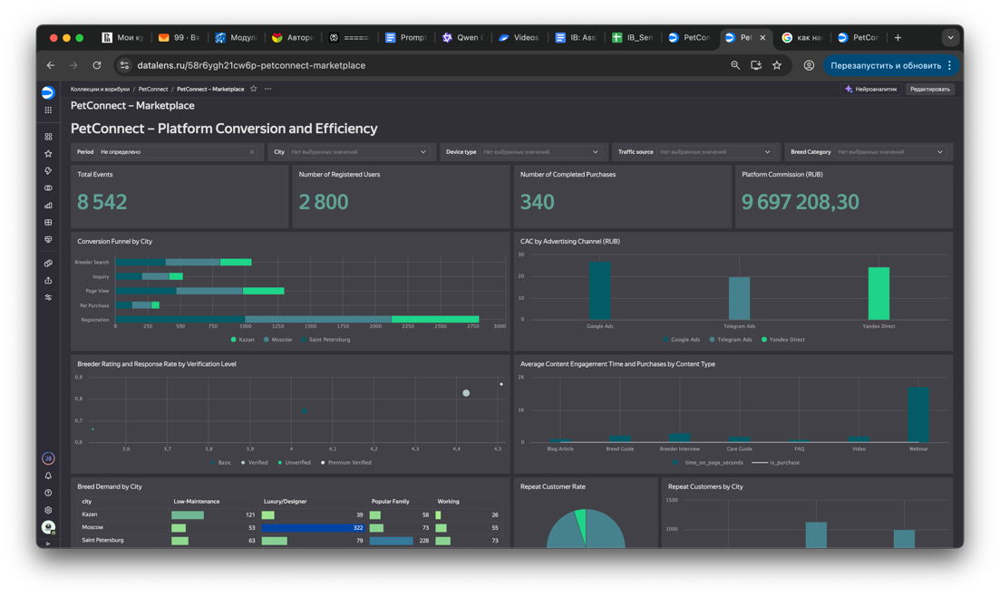 Мои ку
99 · Вх
Модул
Автори
======
Prompt
Qwen C
Videos
IB: Ass
IB_Sem
PetCon
Pet
как на
PetCon
datalens.ru/58r6ygh21cw6p-petconnect-marketplace
Перезапустить и обновить
Коллекции и воркбуки / PetConnect / PetConnect – Marketplace
Нейроаналитик
Редактировать
PetConnect – Marketplace
PetConnect – Platform Conversion and Efficiency
Period Не определено
City Нет выбранных значений
Device type Нет выбранных значений
Traffic source Нет выбранных значений
Breed Category Нет выбранных значений
Total Events
8 542
Number of Registered Users
2 800
Number of Completed Purchases
340
Platform Commission (RUB)
9 697 208,30
Conversion Funnel by City
Breeder Search
Inquiry
Page View
Pet Purchase
Registration
0 250 500 750 1000 1250 1500 1750 2000 2250 2500 2750 3000
Kazan Moscow Saint Petersburg
CAC by Advertising Channel (RUB)
30
20
10
0
Google Ads Telegram Ads Yandex Direct
Google Ads Telegram Ads Yandex Direct
Breeder Rating and Response Rate by Verification Level
0,9
0,8
0,7
0,6
3,6 3,7 3,8 3,9 4 4,1 4,2 4,3 4,4 4,5
Basic Verified Unverified Premium Verified
Average Content Engagement Time and Purchases by Content Type
2K
1K
0
Blog Article Breed Guide Breeder Interview Care Guide FAQ Video Webinar
time_on_page_seconds is_purchase
Breed Demand by City
city Low-Maintenance Luxury/Designer Popular Family Working
Kazan 121 39 58 26
Moscow 53 322 73 55
Saint Petersburg 63 79 228 73
Repeat Customer Rate
Repeat Customers by City
1500
1000
28